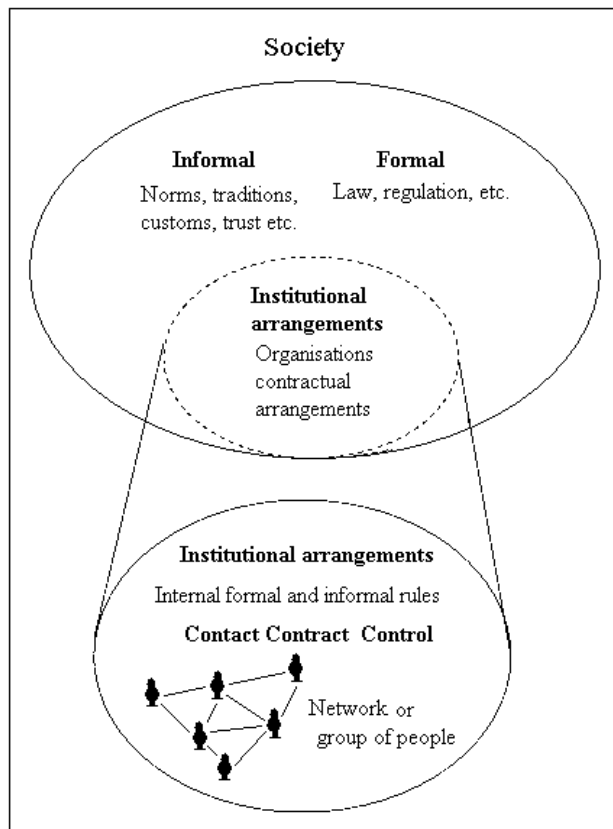 Society
Informal
Norms, traditions,
customs, trust etc.
Formal
Law, regulation, etc.
Institutional
arrangements
Organisations
contractual
arrangements
Institutional arrangements
Internal formal and informal rules
Contact Contract Control
Network or
group of people